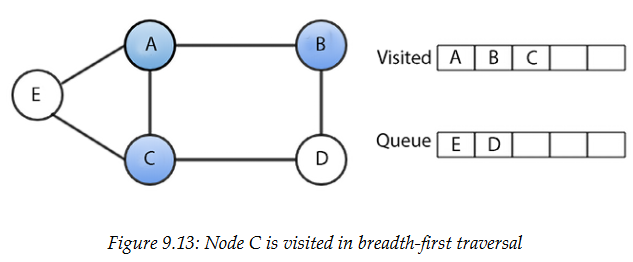 A
B
E
C
D
Visited A B C
Queue E D
Figure 9.13: Node C is visited in breadth-first traversal